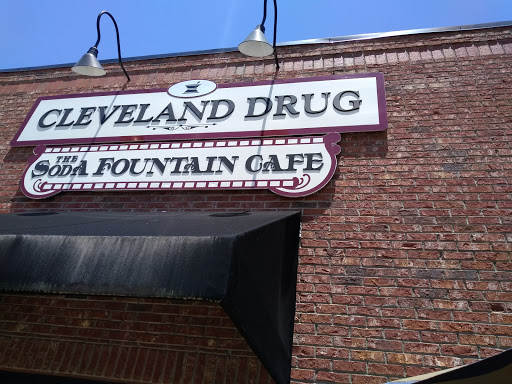 CLEVELAND DRUG
THE
SODA FOUNTAIN CAFE